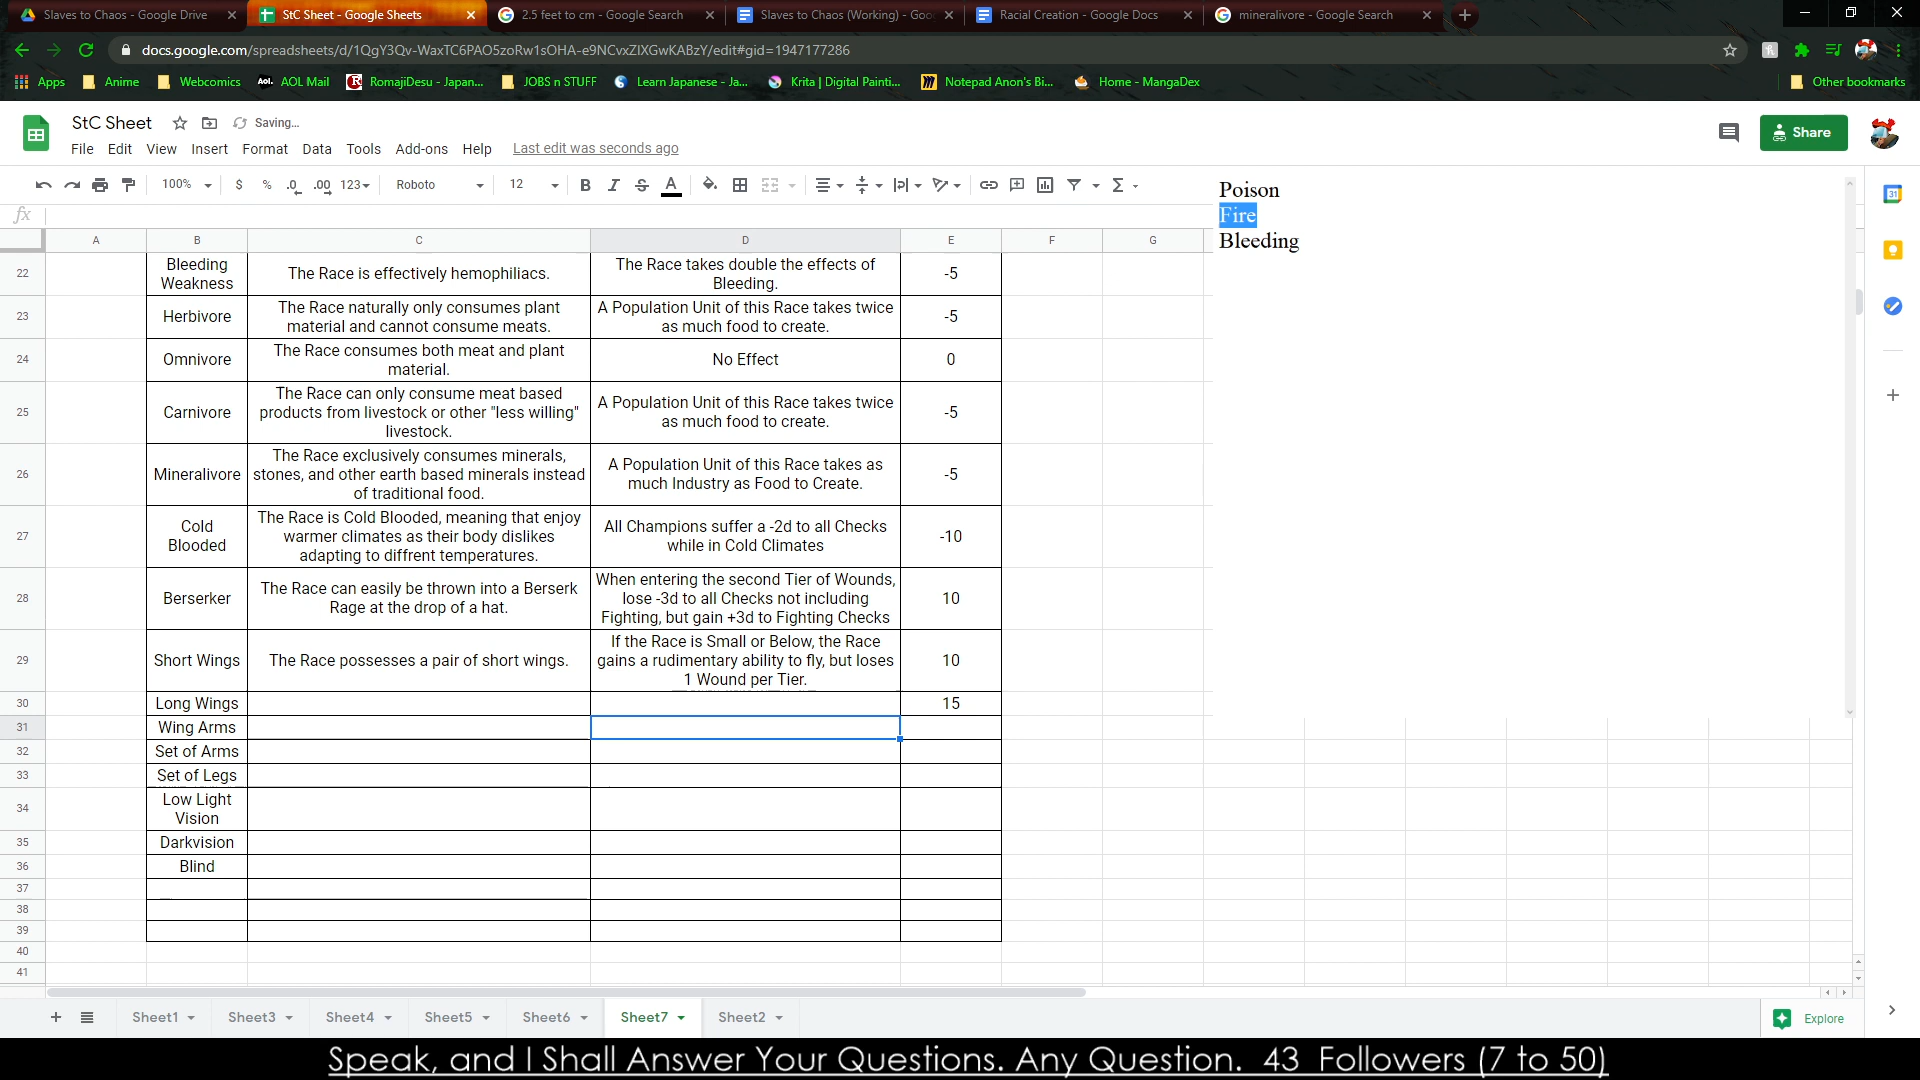 Slaves to Chaos - Google Drive
StC Sheet - Google Sheets
2.5 feet to cm - Google Search
Slaves to Chaos (Working) - Goo
Racial Creation - Google Docs
mineralivore - Google Search
docs.google.com/spreadsheets/d/1QgY3Qv-WaxTC6PAO5zoRw1sOHA-e9NCvxZIXGwKABzY/edit#gid=1947177286
Apps
Anime
Webcomics
Aol. AOL Mail
RomajiDesu - Japan...
JOBS n STUFF
Learn Japanese - Ja...
Krita | Digital Painti...
Notepad Anon's Bi...
Home - MangaDex
Other bookmarks
StC Sheet
Saving...
Share
File Edit View Insert Format Data Tools Add-ons Help Last edit was seconds ago
100% $ % .0 .00 123 Roboto 12 B I S A
fx
A B C D E F G
22 Bleeding Weakness The Race is effectively hemophiliacs. The Race takes double the effects of Bleeding. -5
23 Herbivore The Race naturally only consumes plant material and cannot consume meats. A Population Unit of this Race takes twice as much food to create. -5
24 Omnivore The Race consumes both meat and plant material. No Effect 0
25 Carnivore The Race can only consume meat based products from livestock or other "less willing" livestock. A Population Unit of this Race takes twice as much food to create. -5
26 Mineralivore The Race exclusively consumes minerals, stones, and other earth based minerals instead of traditional food. A Population Unit of this Race takes as much Industry as Food to Create. -5
27 Cold Blooded The Race is Cold Blooded, meaning that enjoy warmer climates as their body dislikes adapting to diffrent temperatures. All Champions suffer a -2d to all Checks while in Cold Climates -10
28 Berserker The Race can easily be thrown into a Berserk Rage at the drop of a hat. When entering the second Tier of Wounds, lose -3d to all Checks not including Fighting, but gain +3d to Fighting Checks 10
29 Short Wings The Race possesses a pair of short wings. If the Race is Small or Below, the Race gains a rudimentary ability to fly, but loses 1 Wound per Tier. 10
30 Long Wings 15
31 Wing Arms
32 Set of Arms
33 Set of Legs
34 Low Light Vision
35 Darkvision
36 Blind
37
38
39
40
41
Poison
Fire
Bleeding
31
Sheet1 Sheet3 Sheet4 Sheet5 Sheet6 Sheet7 Sheet2
Explore
Speak, and I Shall Answer Your Questions. Any Question. 43 Followers (7 to 50)